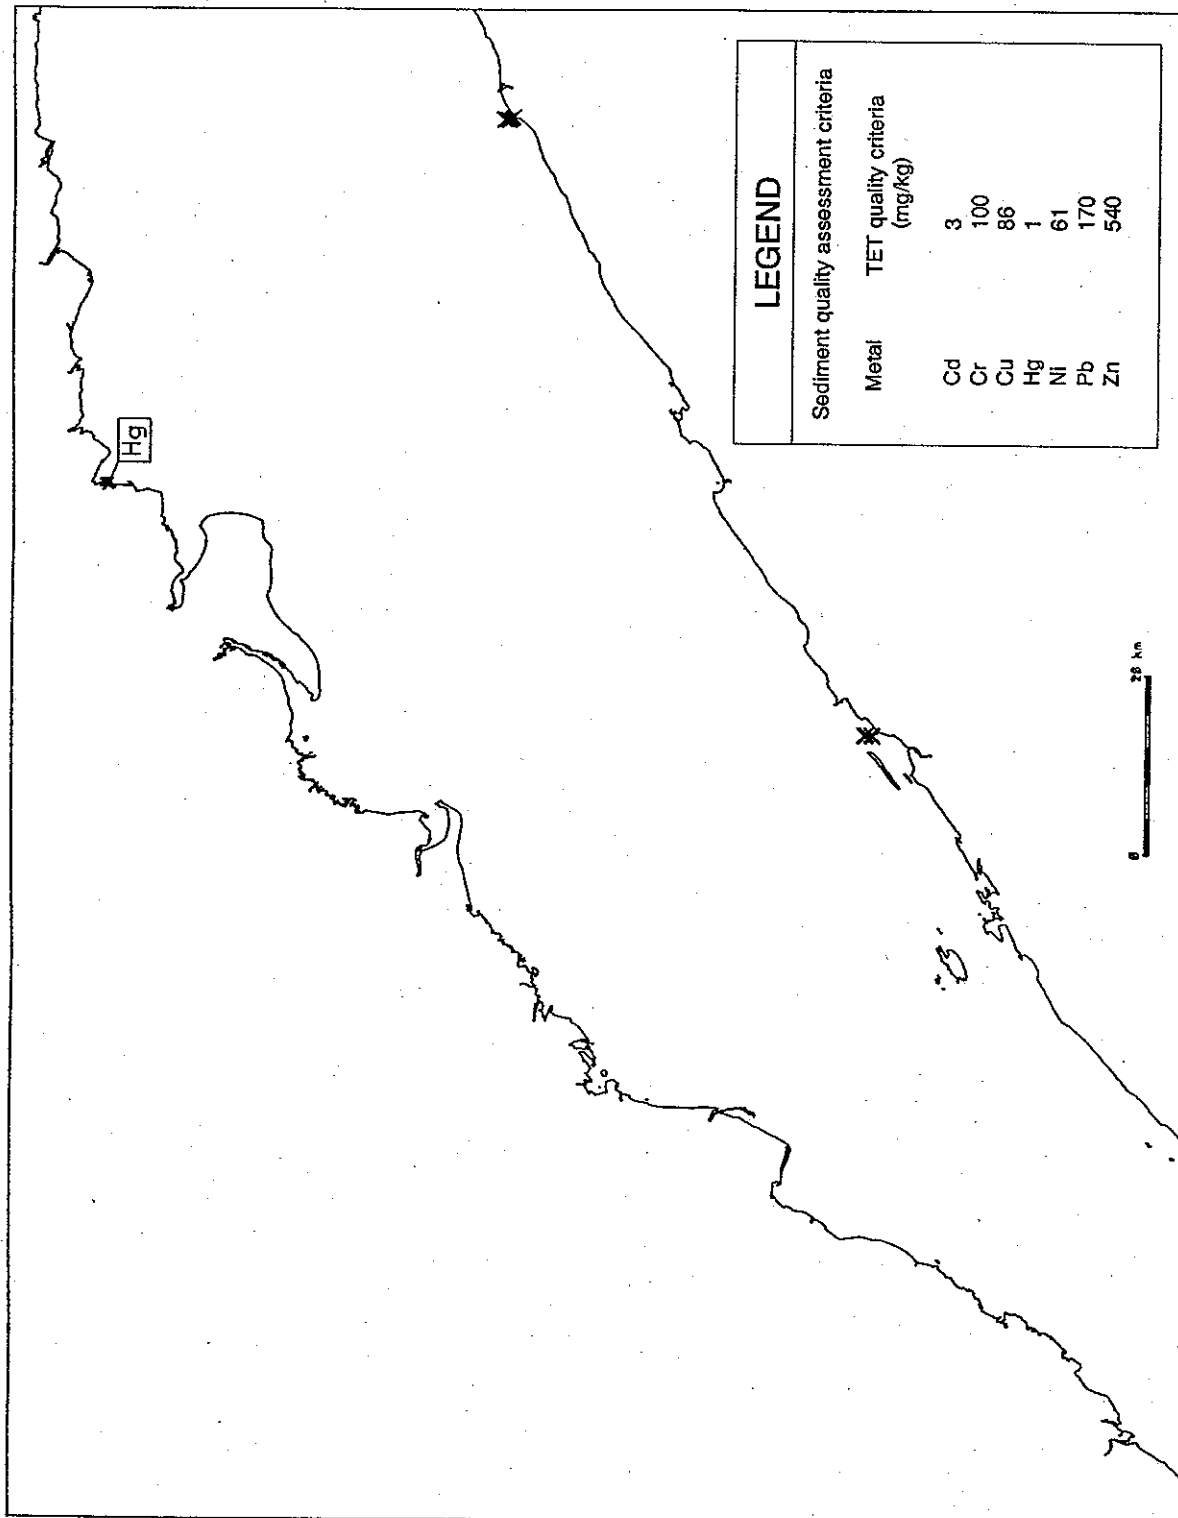 Hg
LEGEND
Sediment quality assessment criteria
Metal TET quality criteria
(mg/kg)
Cd 3
Cr 100
Cu 86
Hg 1
Ni 61
Pb 170
Zn 540
0 20 km